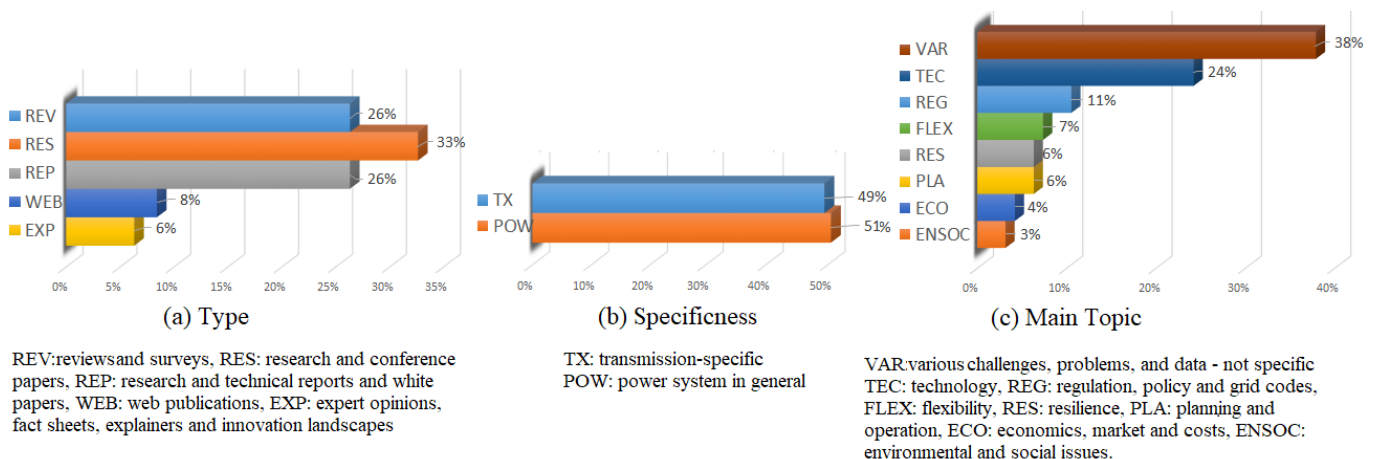 REV 26%
RES 33%
REP 26%
WEB 8%
EXP 6%
0% 5% 10% 15% 20% 25% 30% 35%
(a) Type
REV:reviewsand surveys, RES: research and conference
papers, REP: research and technical reports and white
papers, WEB: web publications, EXP: expert opinions,
fact sheets, explainers and innovation landscapes
TX 49%
POW 51%
0% 10% 20% 30% 40% 50%
(b) Specificness
TX: transmission-specific
POW: power system in general
VAR 38%
TEC 24%
REG 11%
FLEX 7%
RES 6%
PLA 6%
ECO 4%
ENSOC 3%
0% 10% 20% 30% 40%
(c) Main Topic
VAR:various challenges, problems, and data - not specific
TEC: technology, REG: regulation, policy and grid codes,
FLEX: flexibility, RES: resilience, PLA: planning and
operation, ECO: economics, market and costs, ENSOC:
environmental and social issues.